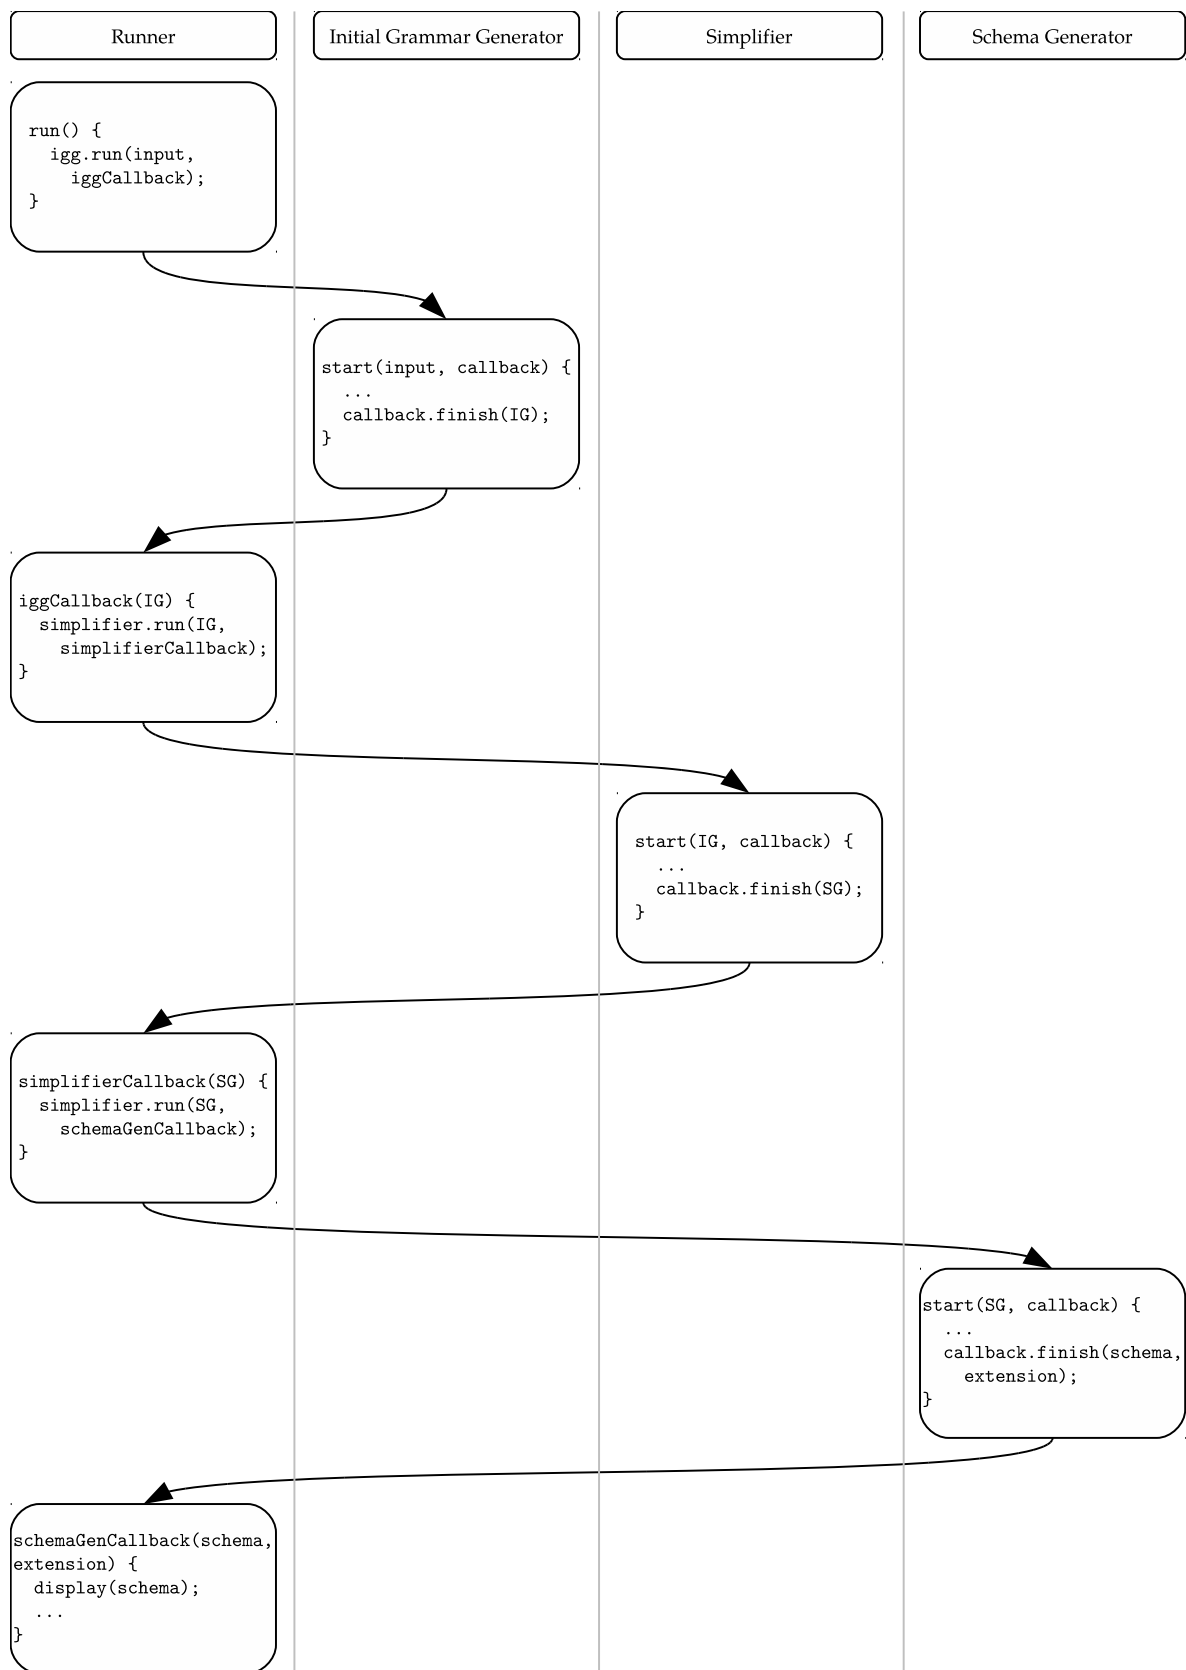 Runner
Initial Grammar Generator
Simplifier
Schema Generator
run() {
  igg.run(input,
    iggCallback);
}
start(input, callback) {
  ...
  callback.finish(IG);
}
iggCallback(IG) {
  simplifier.run(IG,
    simplifierCallback);
}
start(IG, callback) {
  ...
  callback.finish(SG);
}
simplifierCallback(SG) {
  simplifier.run(SG,
    schemaGenCallback);
}
start(SG, callback) {
  ...
  callback.finish(schema,
    extension);
}
schemaGenCallback(schema,
extension) {
  display(schema);
  ...
}